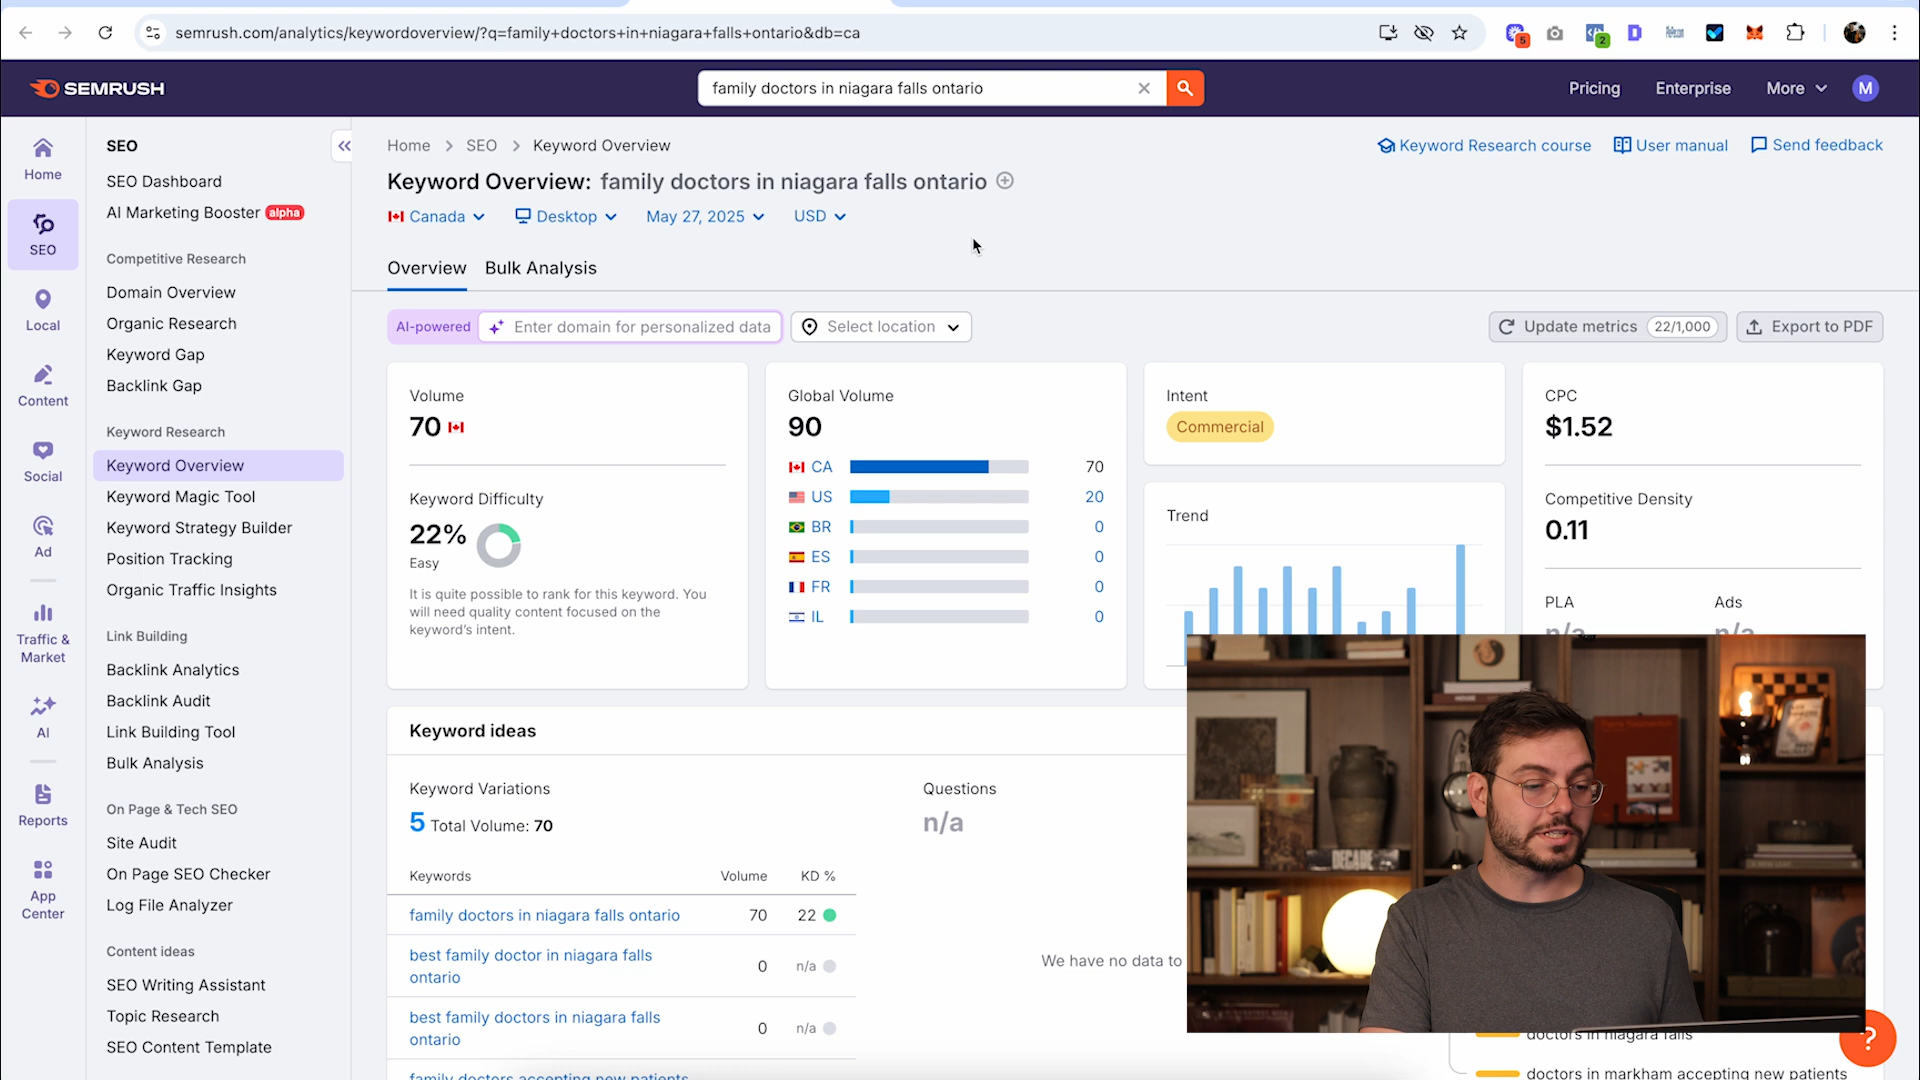 semrush.com/analytics/keywordoverview/?q=family+doctors+in+niagara+falls+ontario&db=ca
5
2
SEMRUSH
family doctors in niagara falls ontario
Pricing
Enterprise
More
M
Home
SEO
Local
Content
Social
Ad
Traffic &
Market
AI
Reports
App
Center
SEO
SEO Dashboard
AI Marketing Booster alpha
Competitive Research
Domain Overview
Organic Research
Keyword Gap
Backlink Gap
Keyword Research
Keyword Overview
Keyword Magic Tool
Keyword Strategy Builder
Position Tracking
Organic Traffic Insights
Link Building
Backlink Analytics
Backlink Audit
Link Building Tool
Bulk Analysis
On Page & Tech SEO
Site Audit
On Page SEO Checker
Log File Analyzer
Content ideas
SEO Writing Assistant
Topic Research
SEO Content Template
Home > SEO > Keyword Overview
Keyword Research course
User manual
Send feedback
Keyword Overview: family doctors in niagara falls ontario
Canada
Desktop
May 27, 2025
USD
Overview
Bulk Analysis
AI-powered
Enter domain for personalized data
Select location
Update metrics 22/1,000
Export to PDF
Volume
70
Keyword Difficulty
22%
Easy
It is quite possible to rank for this keyword. You
will need quality content focused on the
keyword's intent.
Global Volume
90
CA 70
US 20
BR 0
ES 0
FR 0
IL 0
Intent
Commercial
Trend
CPC
$1.52
Competitive Density
0.11
PLA
n/a
Ads
n/a
Keyword ideas
Keyword Variations
5 Total Volume: 70
Keywords Volume KD %
family doctors in niagara falls ontario 70 22
best family doctor in niagara falls
ontario
0 n/a
best family doctors in niagara falls
ontario
0 n/a
family doctors accepting new patients
Questions
n/a
We have no data to
DECADE
doctors in niagara falls
doctors in markham accepting new patients
?